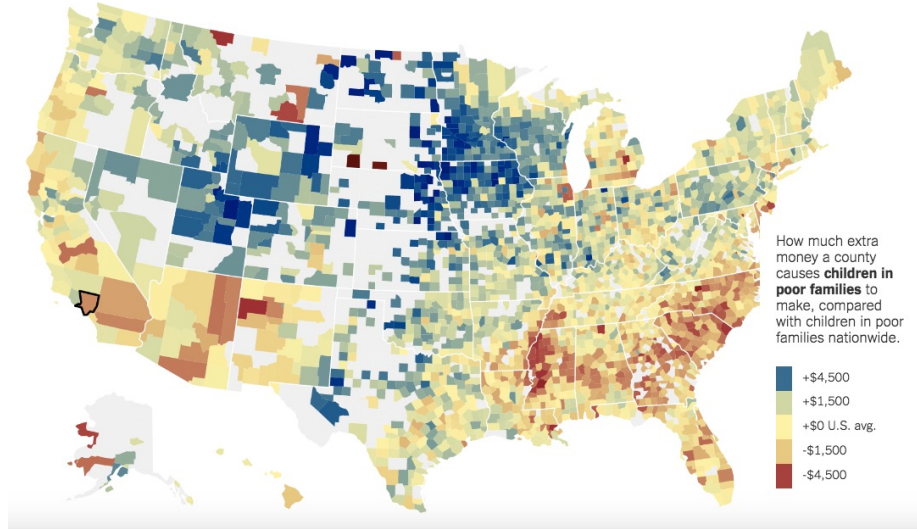 How much extra
money a county
causes children in
poor families to
make, compared
with children in poor
families nationwide.
+$4,500
+$1,500
+$0 U.S. avg.
-$1,500
-$4,500